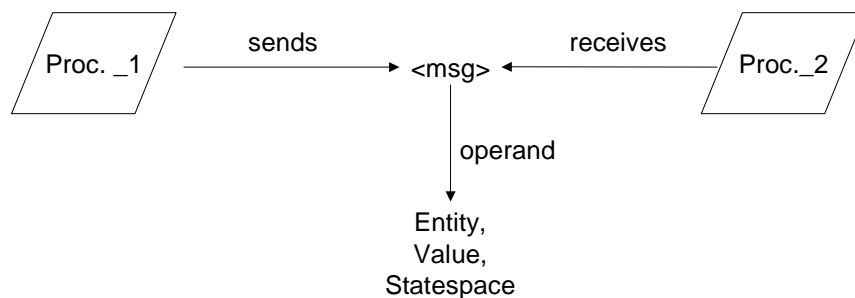 sends
receives
Proc. _1
<msg>
Proc._2
operand
Entity,
Value,
Statespace